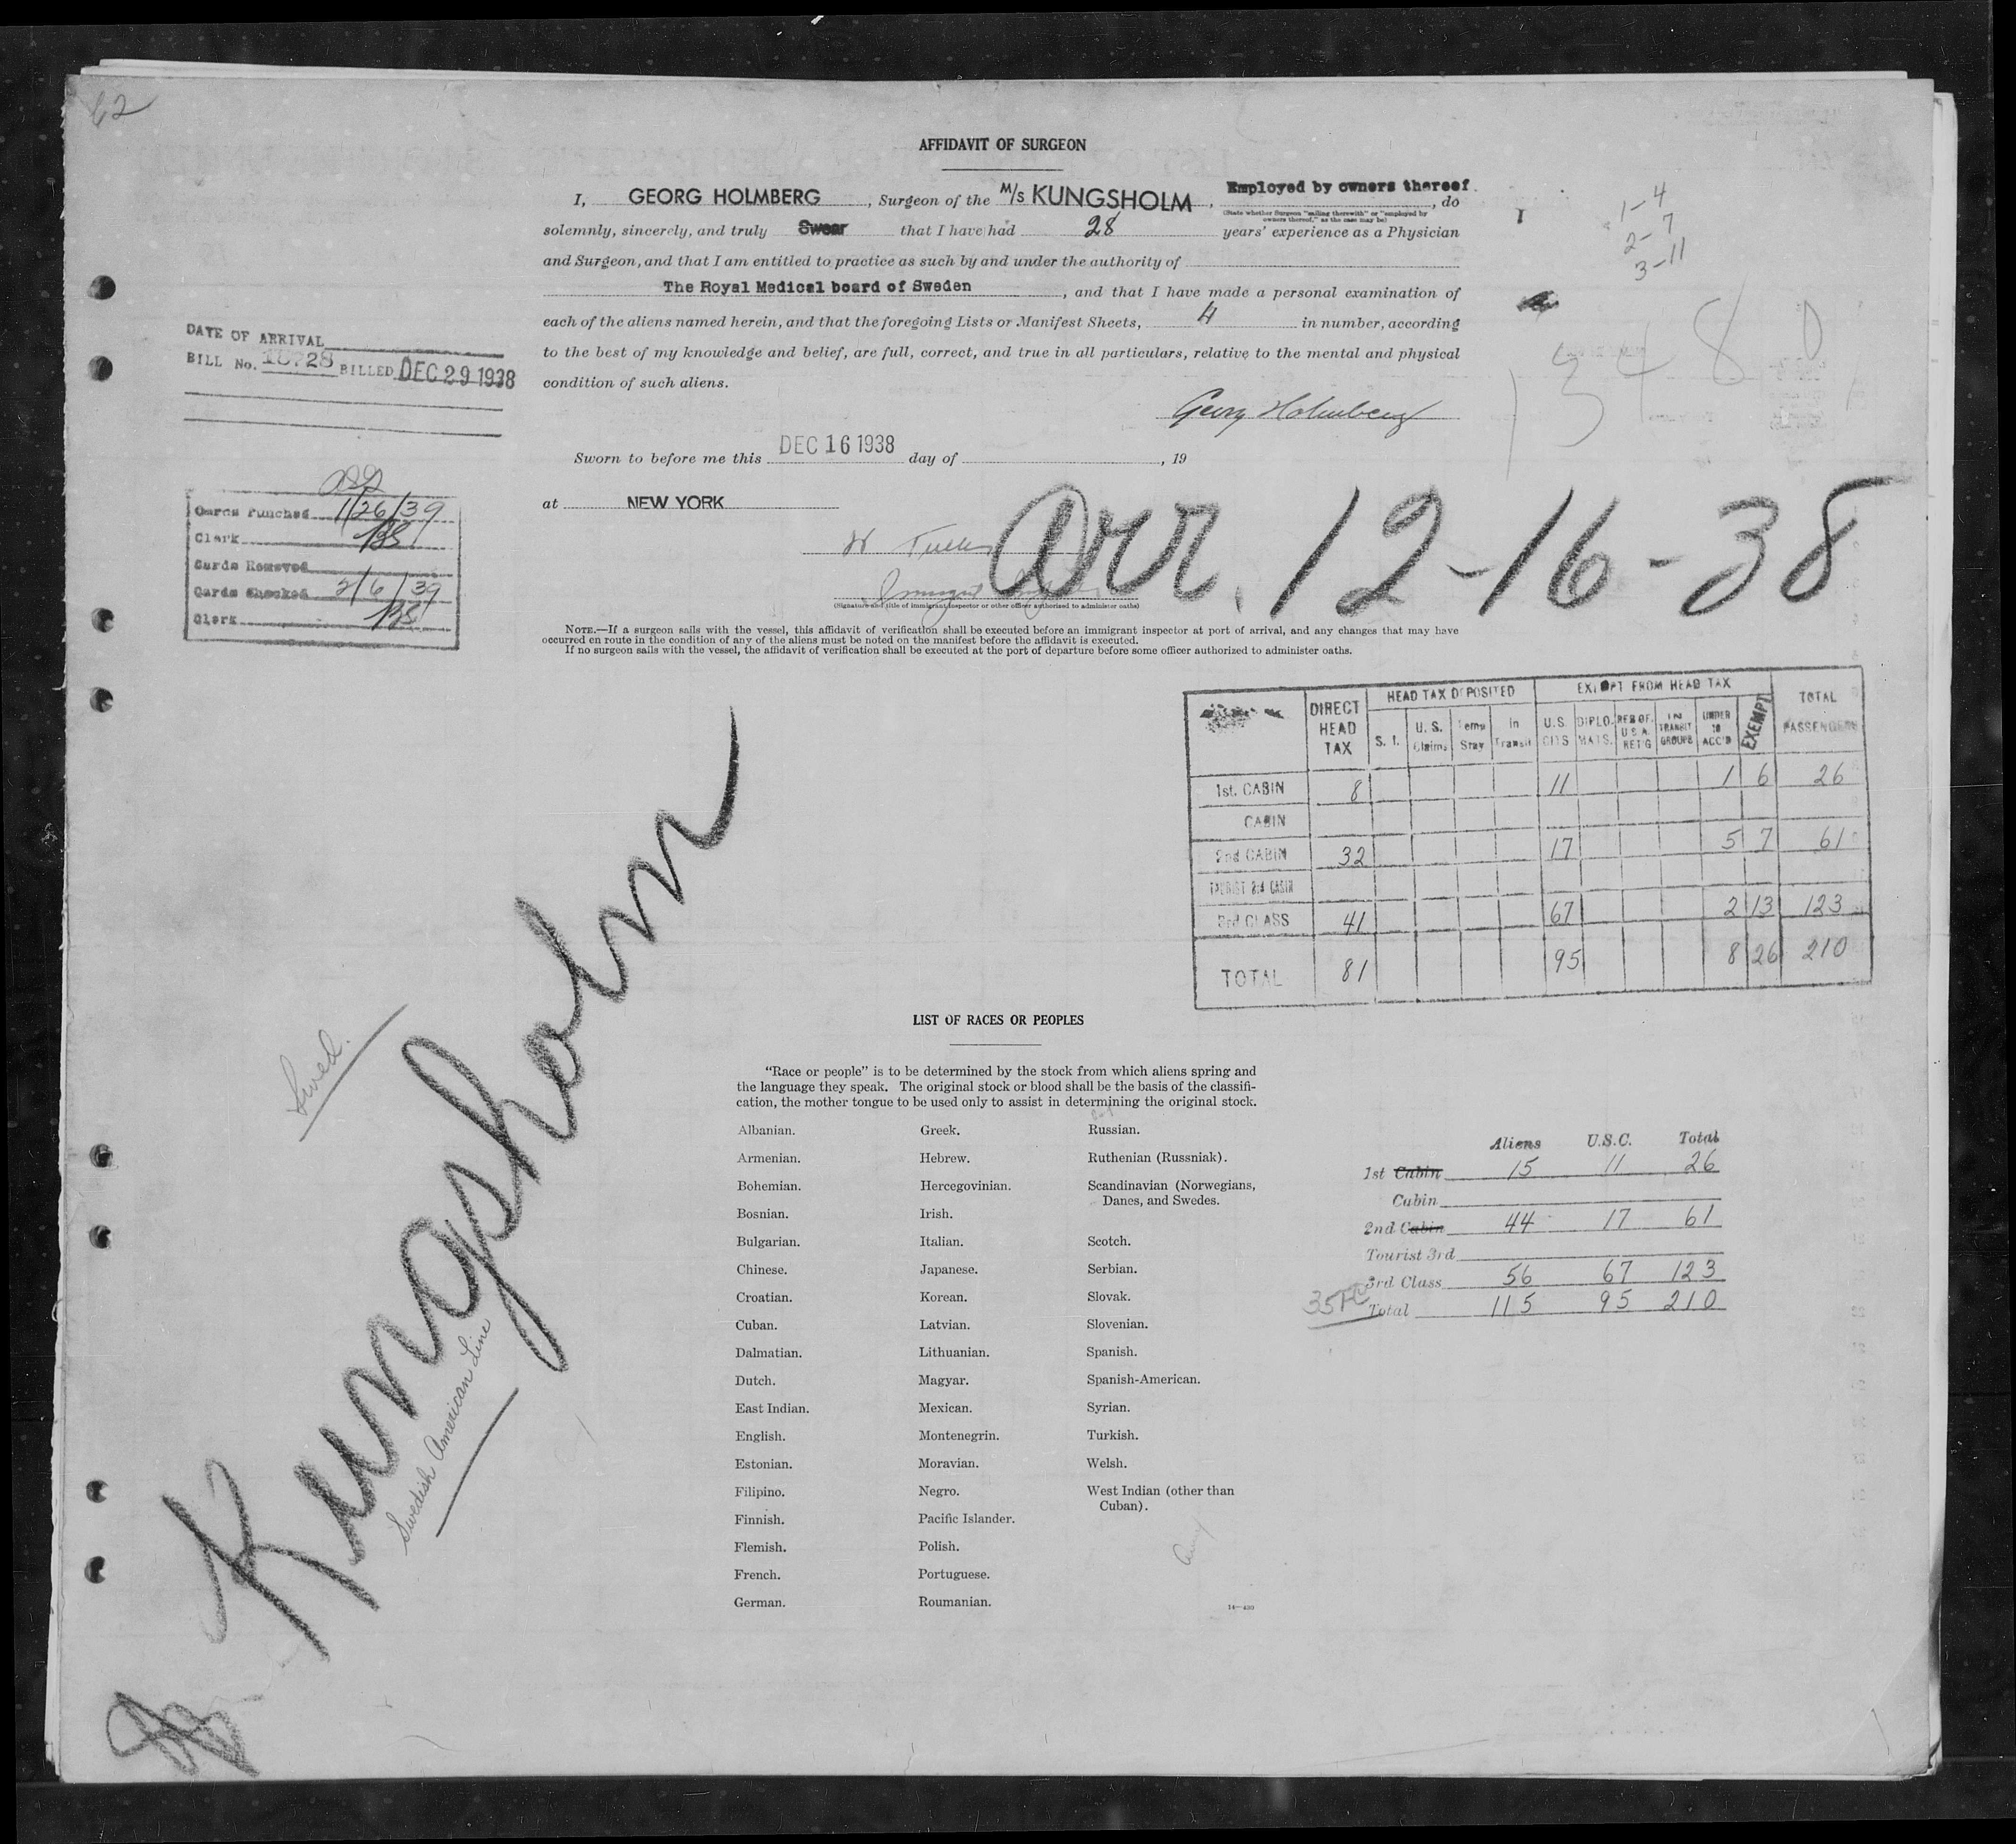 62
AFFIDAVIT OF SURGEON
I, GEORG HOLMBERG, Surgeon of the M/S KUNGSHOLM, Employed by owners thereof, do
(State whether Surgeon "sailing therewith" or "employed by
owners thereof," as the case may be)
solemnly, sincerely, and truly Swear that I have had 28 years' experience as a Physician
and Surgeon, and that I am entitled to practice as such by and under the authority of
The Royal Medical board of Sweden, and that I have made a personal examination of
each of the aliens named herein, and that the foregoing Lists or Manifest Sheets, 4 in number, according
to the best of my knowledge and belief, are full, correct, and true in all particulars, relative to the mental and physical
condition of such aliens.
Georg Holmberg
Sworn to before me this DEC 16 1938 day of , 19
at NEW YORK
(Signature and title of immigrant inspector or other officer authorized to administer oaths)
NOTE.—If a surgeon sails with the vessel, this affidavit of verification shall be executed before an immigrant inspector at port of arrival, and any changes that may have
occurred en route in the condition of any of the aliens must be noted on the manifest before the affidavit is executed.
If no surgeon sails with the vessel, the affidavit of verification shall be executed at the port of departure before some officer authorized to administer oaths.
1-4
2-7
3-11
13480
Arr. 12-16-38
DATE OF ARRIVAL
BILL No. 18728 BILLED DEC 29 1938
Cards Punched 1/26/39
Clerk
Cards Removed
Cards Checked 2/6/39
Clerk
DIRECT HEAD TAX HEAD TAX DEPOSITED EXEMPT FROM HEAD TAX TOTAL PASSENGERS
S. I. U. S. Claims Temp Stay In Transit U.S. CITS DIPLO. MATS. RES OF. U S A. RET'G IN TRANSIT GROUPS UNDER 16 ACC'D EXEMPT
1st. CABIN 8 11 1 6 26
CABIN
2nd CABIN 32 17 5 7 61
TOURIST 3rd CABIN
3rd CLASS 41 67 2 13 123
TOTAL 81 95 8 26 210
Kungsholm
Swed.
Swedish American Line
LIST OF RACES OR PEOPLES
"Race or people" is to be determined by the stock from which aliens spring and
the language they speak. The original stock or blood shall be the basis of the classifi-
cation, the mother tongue to be used only to assist in determining the original stock.
Albanian.
Armenian.
Bohemian.
Bosnian.
Bulgarian.
Chinese.
Croatian.
Cuban.
Dalmatian.
Dutch.
East Indian.
English.
Estonian.
Filipino.
Finnish.
Flemish.
French.
German.
Greek.
Hebrew.
Hercegovinian.
Irish.
Italian.
Japanese.
Korean.
Latvian.
Lithuanian.
Magyar.
Mexican.
Montenegrin.
Moravian.
Negro.
Pacific Islander.
Polish.
Portuguese.
Roumanian.
Russian.
Ruthenian (Russniak).
Scandinavian (Norwegians,
Danes, and Swedes.
Scotch.
Serbian.
Slovak.
Slovenian.
Spanish.
Spanish-American.
Syrian.
Turkish.
Welsh.
West Indian (other than
Cuban).
Aliens U.S.C. Total
1st Cabin 15 11 26
Cabin
2nd Cabin 44 17 61
Tourist 3rd
3rd Class 56 67 123
Total 115 95 210